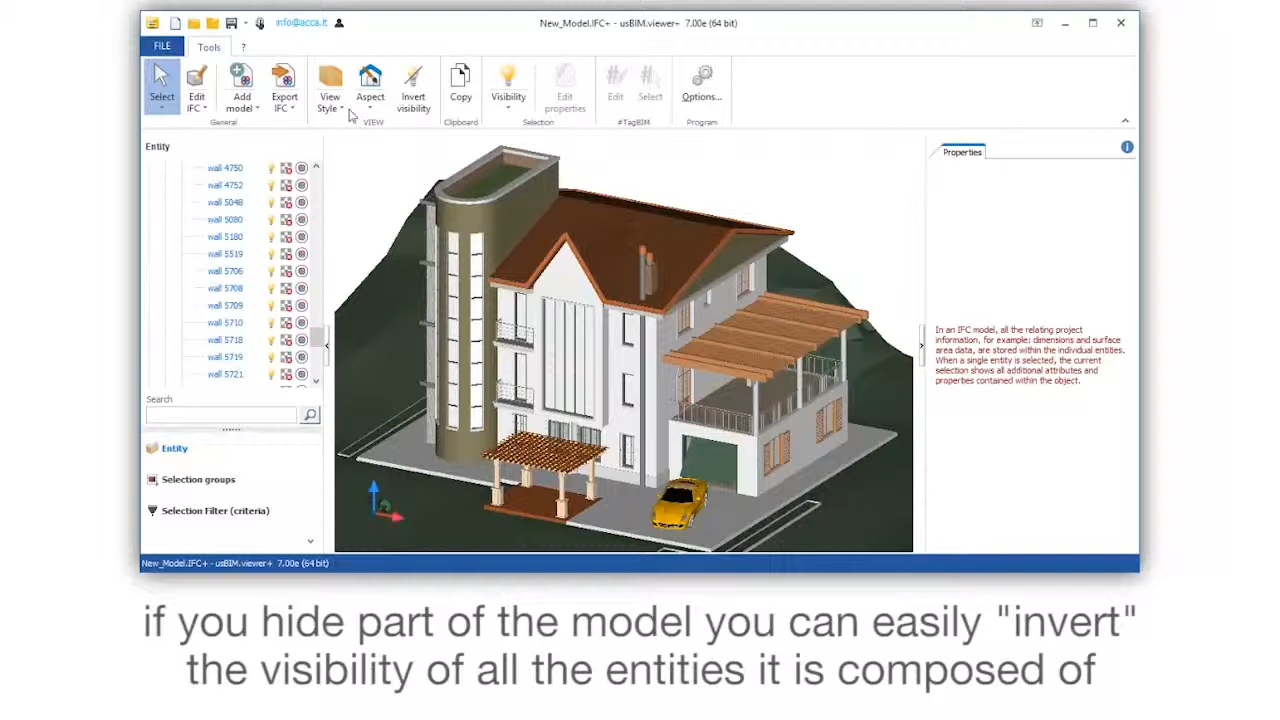 info@acca.it
New_Model.IFC+ - usBIM.viewer+ 7.00e (64 bit)
FILE
Tools
?
Select
Edit IFC
Add model
Export IFC
View Style
Aspect
Invert visibility
Copy
Visibility
Edit properties
Edit
Select
Options...
General
VIEW
Clipboard
Selection
#TagBIM
Program
Entity
wall 4750
wall 4752
wall 5048
wall 5080
wall 5180
wall 5519
wall 5706
wall 5708
wall 5709
wall 5710
wall 5718
wall 5719
wall 5721
Search
Entity
Selection groups
Selection Filter (criteria)
Properties
In an IFC model, all the relating project
information, for example: dimensions and surface
area data, are stored within the individual entities.
When a single entity is selected, the current
selection shows all additional attributes and
properties contained within the object.
New_Model.IFC+ - usBIM.viewer+ 7.00e (64 bit)
if you hide part of the model you can easily "invert"
the visibility of all the entities it is composed of